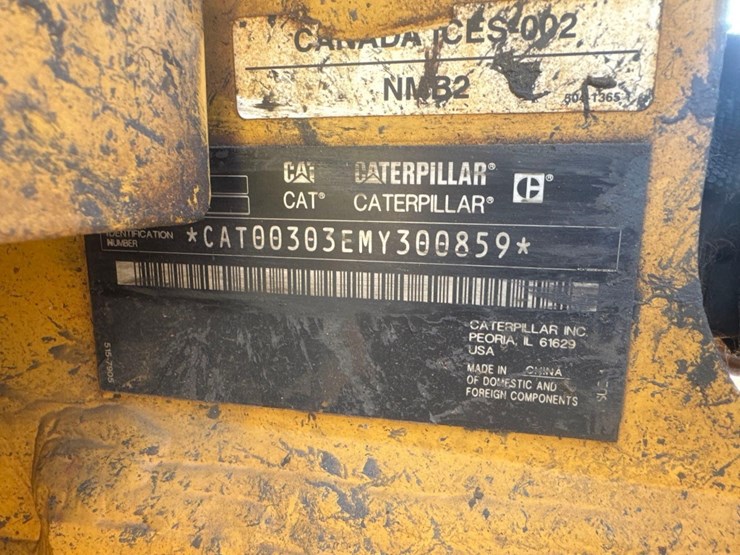 CANADA ICES-002
NMB2
CAT CATERPILLAR®
CAT® CATERPILLAR®
IDENTIFICATION
NUMBER
*CAT00303EMY300859*
CATERPILLAR INC.
PEORIA, IL 61629
USA
MADE IN CHINA
OF DOMESTIC AND
FOREIGN COMPONENTS